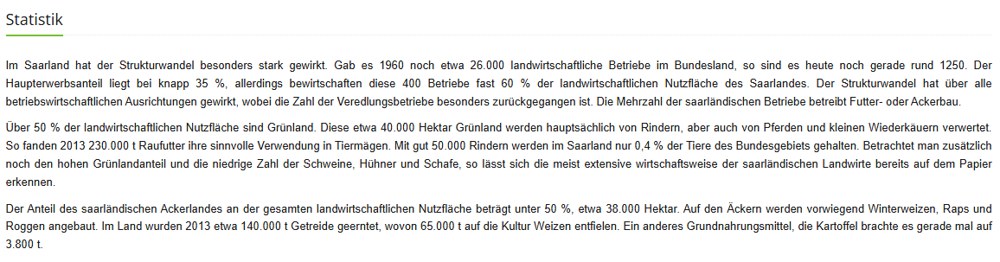 Statistik
Im Saarland hat der Strukturwandel besonders stark gewirkt. Gab es 1960 noch etwa 26.000 landwirtschaftliche Betriebe im Bundesland, so sind es heute noch gerade rund 1250. Der
Haupterwerbsanteil liegt bei knapp 35 %, allerdings bewirtschaften diese 400 Betriebe fast 60 % der landwirtschaftlichen Nutzfläche des Saarlandes. Der Strukturwandel hat über alle
betriebswirtschaftlichen Ausrichtungen gewirkt, wobei die Zahl der Veredlungsbetriebe besonders zurückgegangen ist. Die Mehrzahl der saarländischen Betriebe betreibt Futter- oder Ackerbau.
Über 50 % der landwirtschaftlichen Nutzfläche sind Grünland. Diese etwa 40.000 Hektar Grünland werden hauptsächlich von Rindern, aber auch von Pferden und kleinen Wiederkäuern verwertet.
So fanden 2013 230.000 t Raufutter ihre sinnvolle Verwendung in Tiermägen. Mit gut 50.000 Rindern werden im Saarland nur 0,4 % der Tiere des Bundesgebiets gehalten. Betrachtet man zusätzlich
noch den hohen Grünlandanteil und die niedrige Zahl der Schweine, Hühner und Schafe, so lässt sich die meist extensive wirtschaftsweise der saarländischen Landwirte bereits auf dem Papier
erkennen.
Der Anteil des saarländischen Ackerlandes an der gesamten landwirtschaftlichen Nutzfläche beträgt unter 50 %, etwa 38.000 Hektar. Auf den Äckern werden vorwiegend Winterweizen, Raps und
Roggen angebaut. Im Land wurden 2013 etwa 140.000 t Getreide geerntet, wovon 65.000 t auf die Kultur Weizen entfielen. Ein anderes Grundnahrungsmittel, die Kartoffel brachte es gerade mal auf
3.800 t.